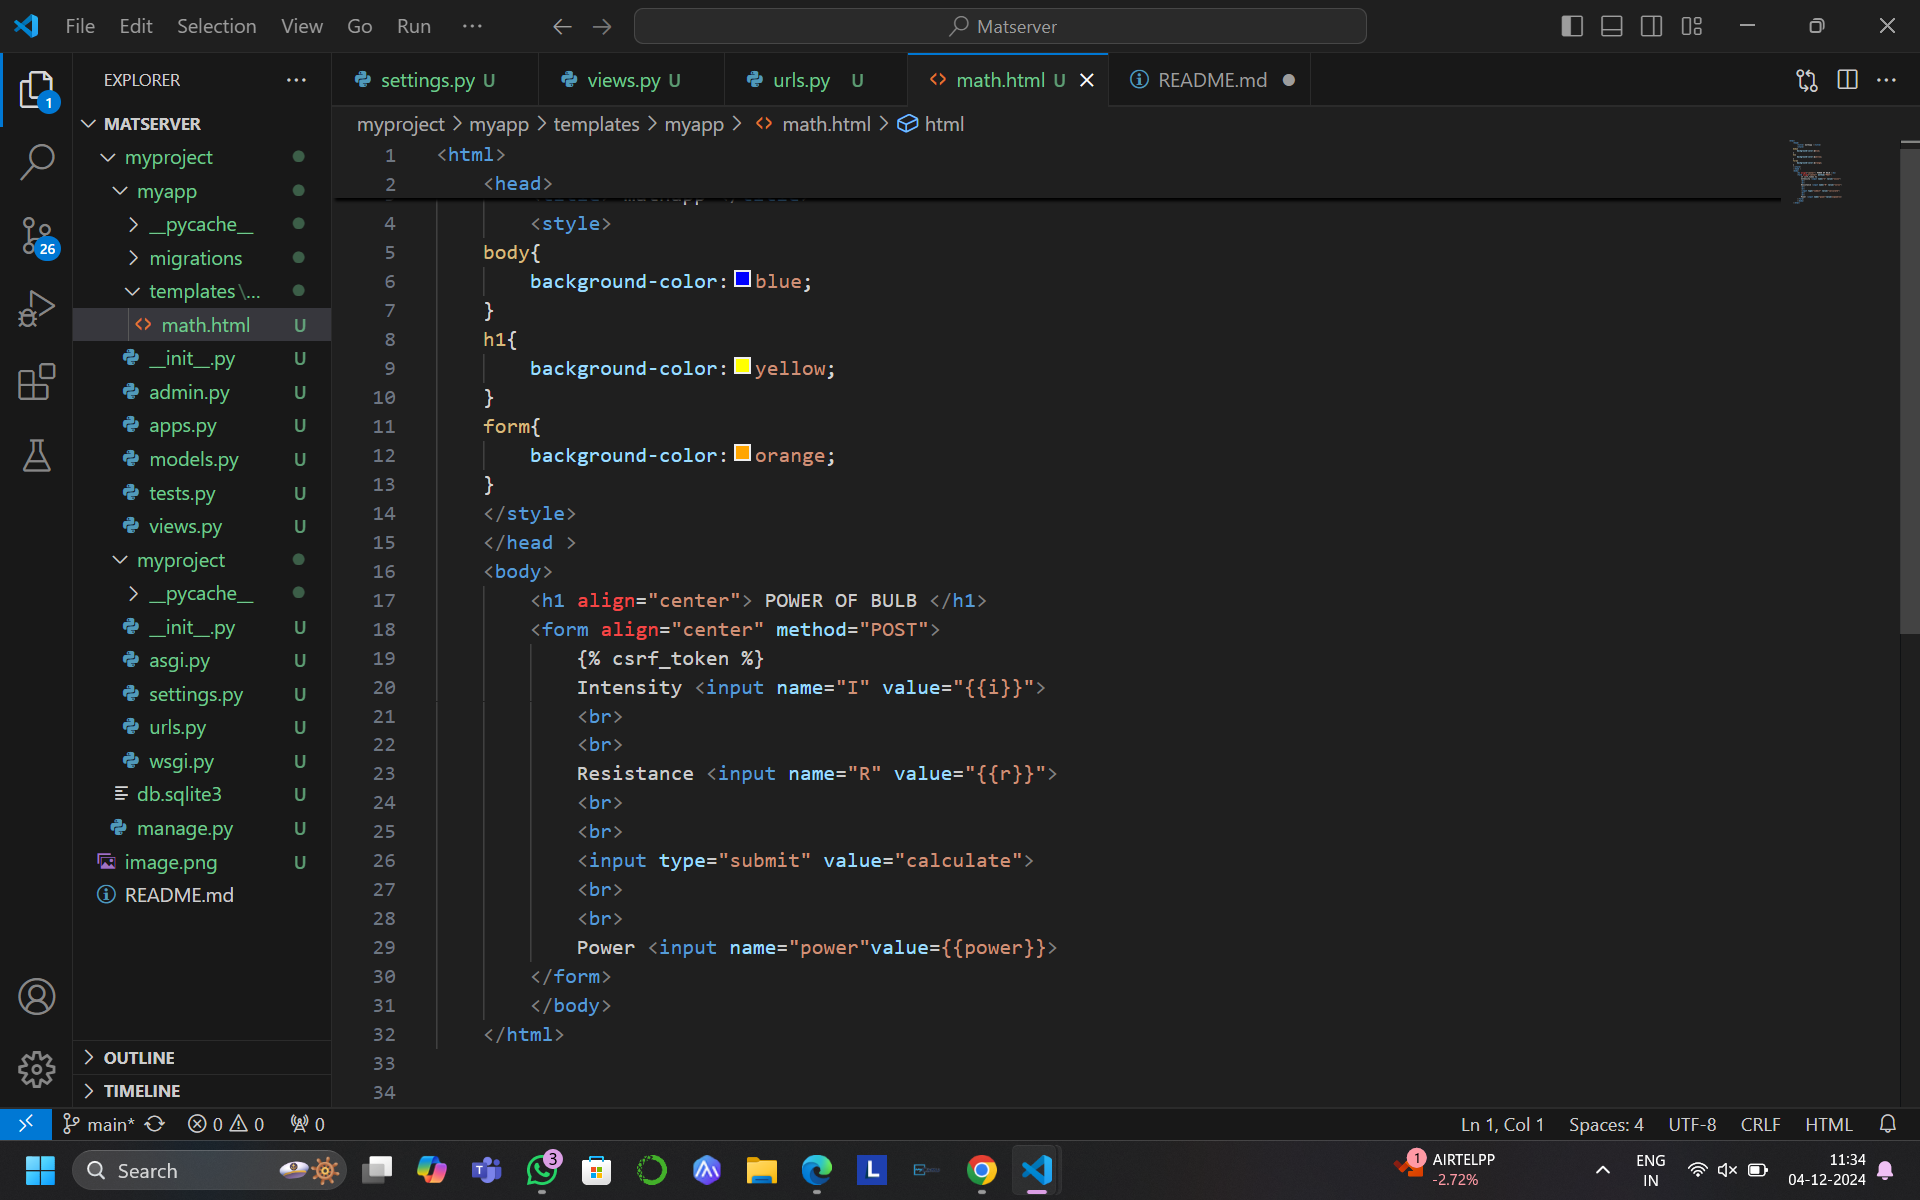 File Edit Selection View Go Run ... Matserver
EXPLORER
settings.py U
views.py U
urls.py U
math.html U
README.md
myproject > myapp > templates > myapp > math.html > html
MATSERVER
myproject
myapp
__pycache__
migrations
templates\...
math.html U
__init__.py U
admin.py U
apps.py U
models.py U
tests.py U
views.py U
myproject
__pycache__
__init__.py U
asgi.py U
settings.py U
urls.py U
wsgi.py U
db.sqlite3 U
manage.py U
image.png U
README.md
OUTLINE
TIMELINE
1
26
1 <html>
2 <head>
4 <style>
5 body{
6 background-color: blue;
7 }
8 h1{
9 background-color: yellow;
10 }
11 form{
12 background-color: orange;
13 }
14 </style>
15 </head >
16 <body>
17 <h1 align="center"> POWER OF BULB </h1>
18 <form align="center" method="POST">
19 {% csrf_token %}
20 Intensity <input name="I" value="{{i}}">
21 <br>
22 <br>
23 Resistance <input name="R" value="{{r}}">
24 <br>
25 <br>
26 <input type="submit" value="calculate">
27 <br>
28 <br>
29 Power <input name="power"value={{power}}>
30 </form>
31 </body>
32 </html>
33
34
main* 0 0 0 Ln 1, Col 1 Spaces: 4 UTF-8 CRLF HTML
Search
3
L
1
AIRTELPP
-2.72%
ENG
IN
11:34
04-12-2024